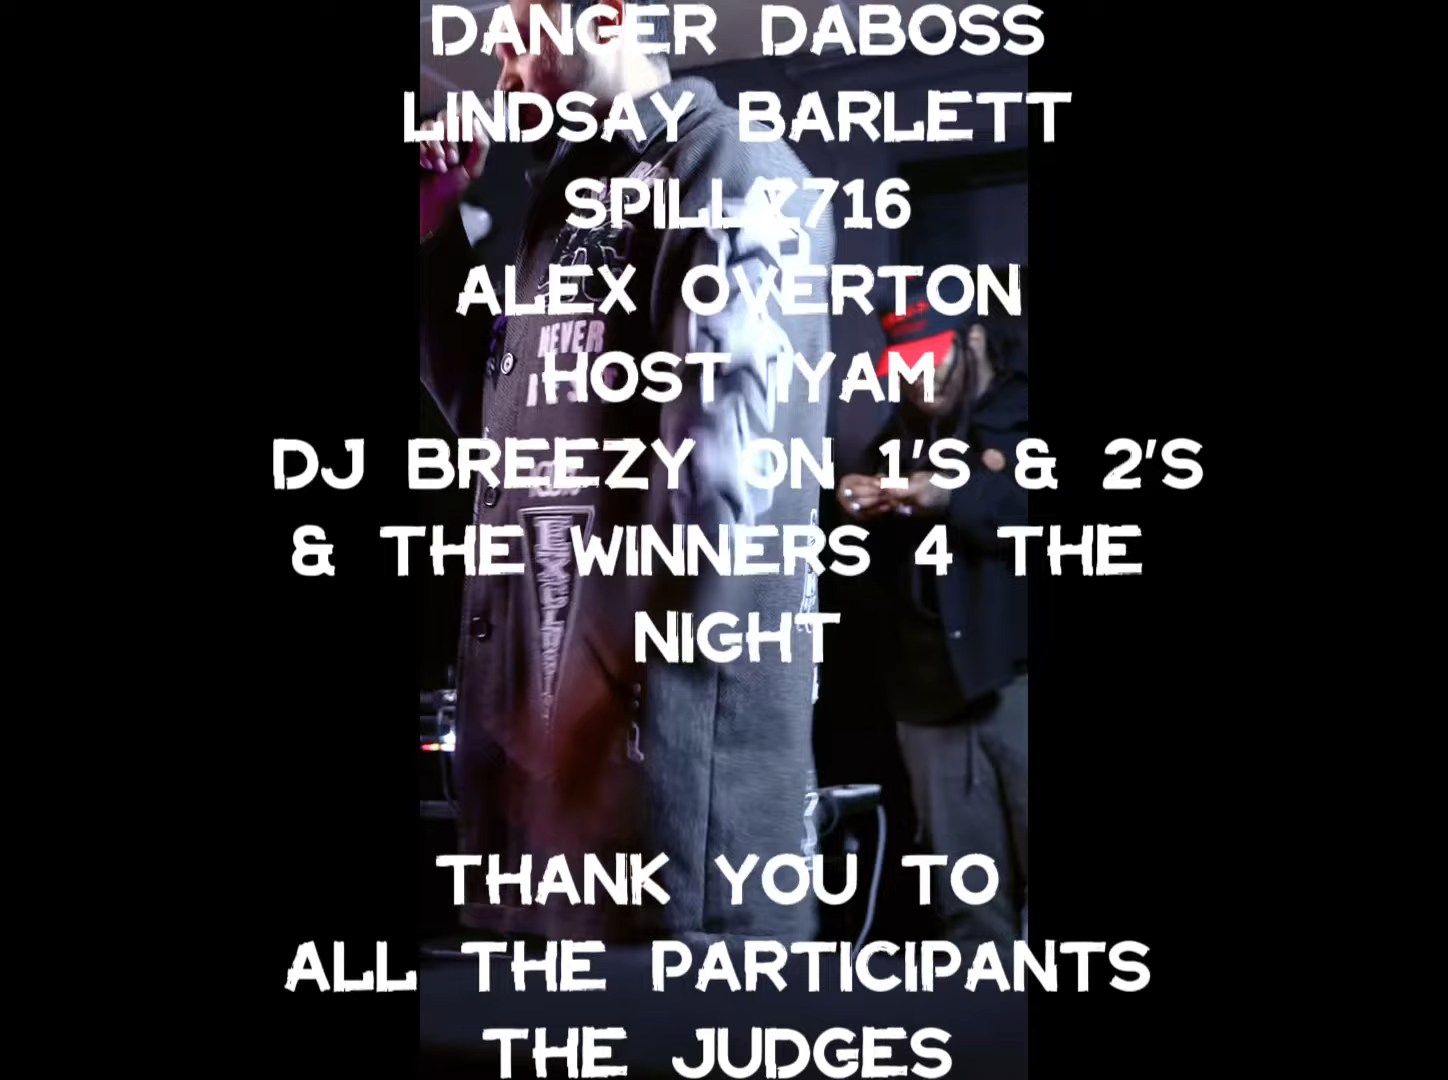 DANGER DABOSS
LINDSAY BARLETT
SPILLZ716
ALEX OVERTON
HOST IYAM
DJ BREEZY ON 1'S & 2'S
& THE WINNERS 4 THE
NIGHT
THANK YOU TO
ALL THE PARTICIPANTS
THE JUDGES
NEVER